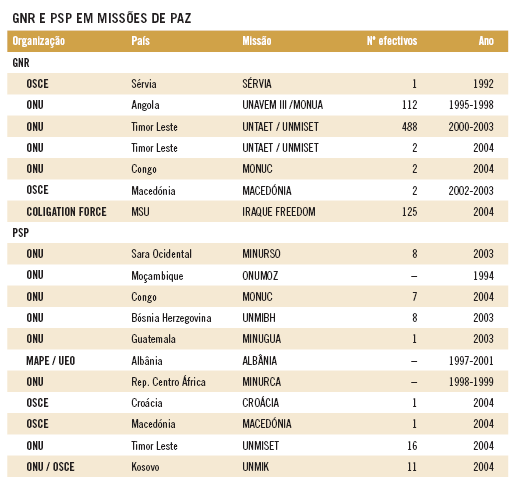 GNR E PSP EM MISSÕES DE PAZ
Organização País Missão Nº efectivos Ano
GNR
OSCE Sérvia SÉRVIA 1 1992
ONU Angola UNAVEM III /MONUA 112 1995-1998
ONU Timor Leste UNTAET / UNMISET 488 2000-2003
ONU Timor Leste UNTAET / UNMISET 2 2004
ONU Congo MONUC 2 2004
OSCE Macedónia MACEDÓNIA 2 2002-2003
COLIGATION FORCE MSU IRAQUE FREEDOM 125 2004
PSP
ONU Sara Ocidental MINURSO 8 2003
ONU Moçambique ONUMOZ – 1994
ONU Congo MONUC 7 2004
ONU Bósnia Herzegovina UNMIBH 8 2003
ONU Guatemala MINUGUA 1 2003
MAPE / UEO Albânia ALBÂNIA – 1997-2001
ONU Rep. Centro África MINURCA – 1998-1999
OSCE Croácia CROÁCIA 1 2004
OSCE Macedónia MACEDÓNIA 1 2004
ONU Timor Leste UNMISET 16 2004
ONU / OSCE Kosovo UNMIK 11 2004